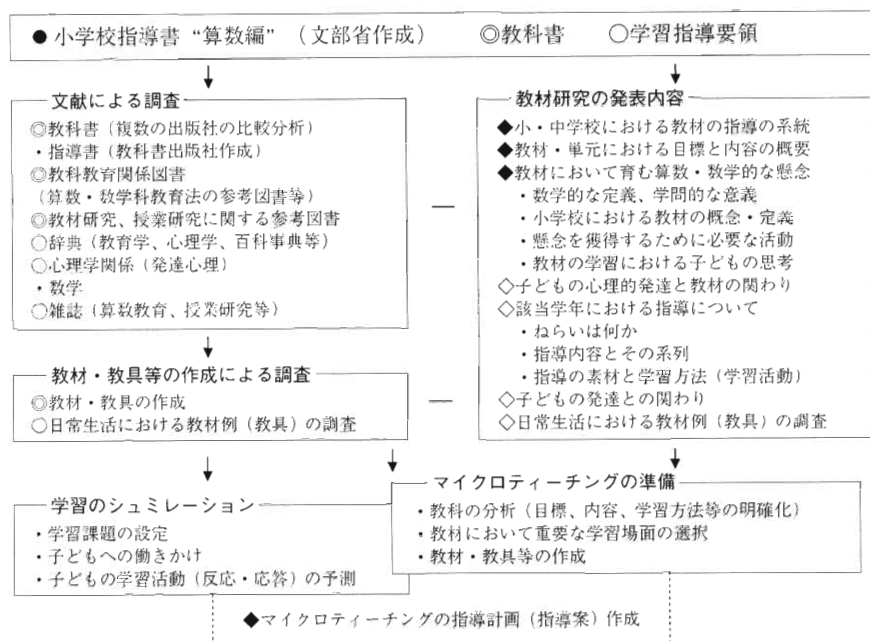 ● 小学校指導書“算数編”（文部省作成）　◎教科書　○学習指導要領
文献による調査
◎教科書（複数の出版社の比較分析）
・指導書（教科書出版社作成）
◎教科教育関係図書
（算数・数学科教育法の参考図書等）
◎教材研究、授業研究に関する参考図書
○辞典（教育学、心理学、百科事典等）
○心理学関係（発達心理）
・数学
○雑誌（算数教育、授業研究等）
教材・教具等の作成による調査
◎教材・教具の作成
○日常生活における教材例（教具）の調査
教材研究の発表内容
◆小・中学校における教材の指導の系統
◆教材・単元における目標と内容の概要
◆教材において育む算数・数学的な懸念
・数学的な定義、学問的な意義
・小学校における教材の概念・定義
・懸念を獲得するために必要な活動
・教材の学習における子どもの思考
◇子どもの心理的発達と教材の関わり
◇該当学年における指導について
・ねらいは何か
・指導内容とその系列
・指導の素材と学習方法（学習活動）
◇子どもの発達との関わり
◇日常生活における教材例（教具）の調査
学習のシュミレーション
・学習課題の設定
・子どもへの働きかけ
・子どもの学習活動（反応・応答）の予測
マイクロティーチングの準備
・教科の分析（目標、内容、学習方法等の明確化）
・教材において重要な学習場面の選択
・教材・教具等の作成
◆マイクロティーチングの指導計画（指導案）作成